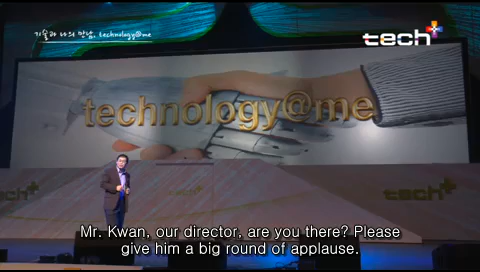 기술과 나의 만남, technology@me
tech+
technology@me
tech+
tech+
Mr. Kwan, our director, are you there? Please
give him a big round of applause.